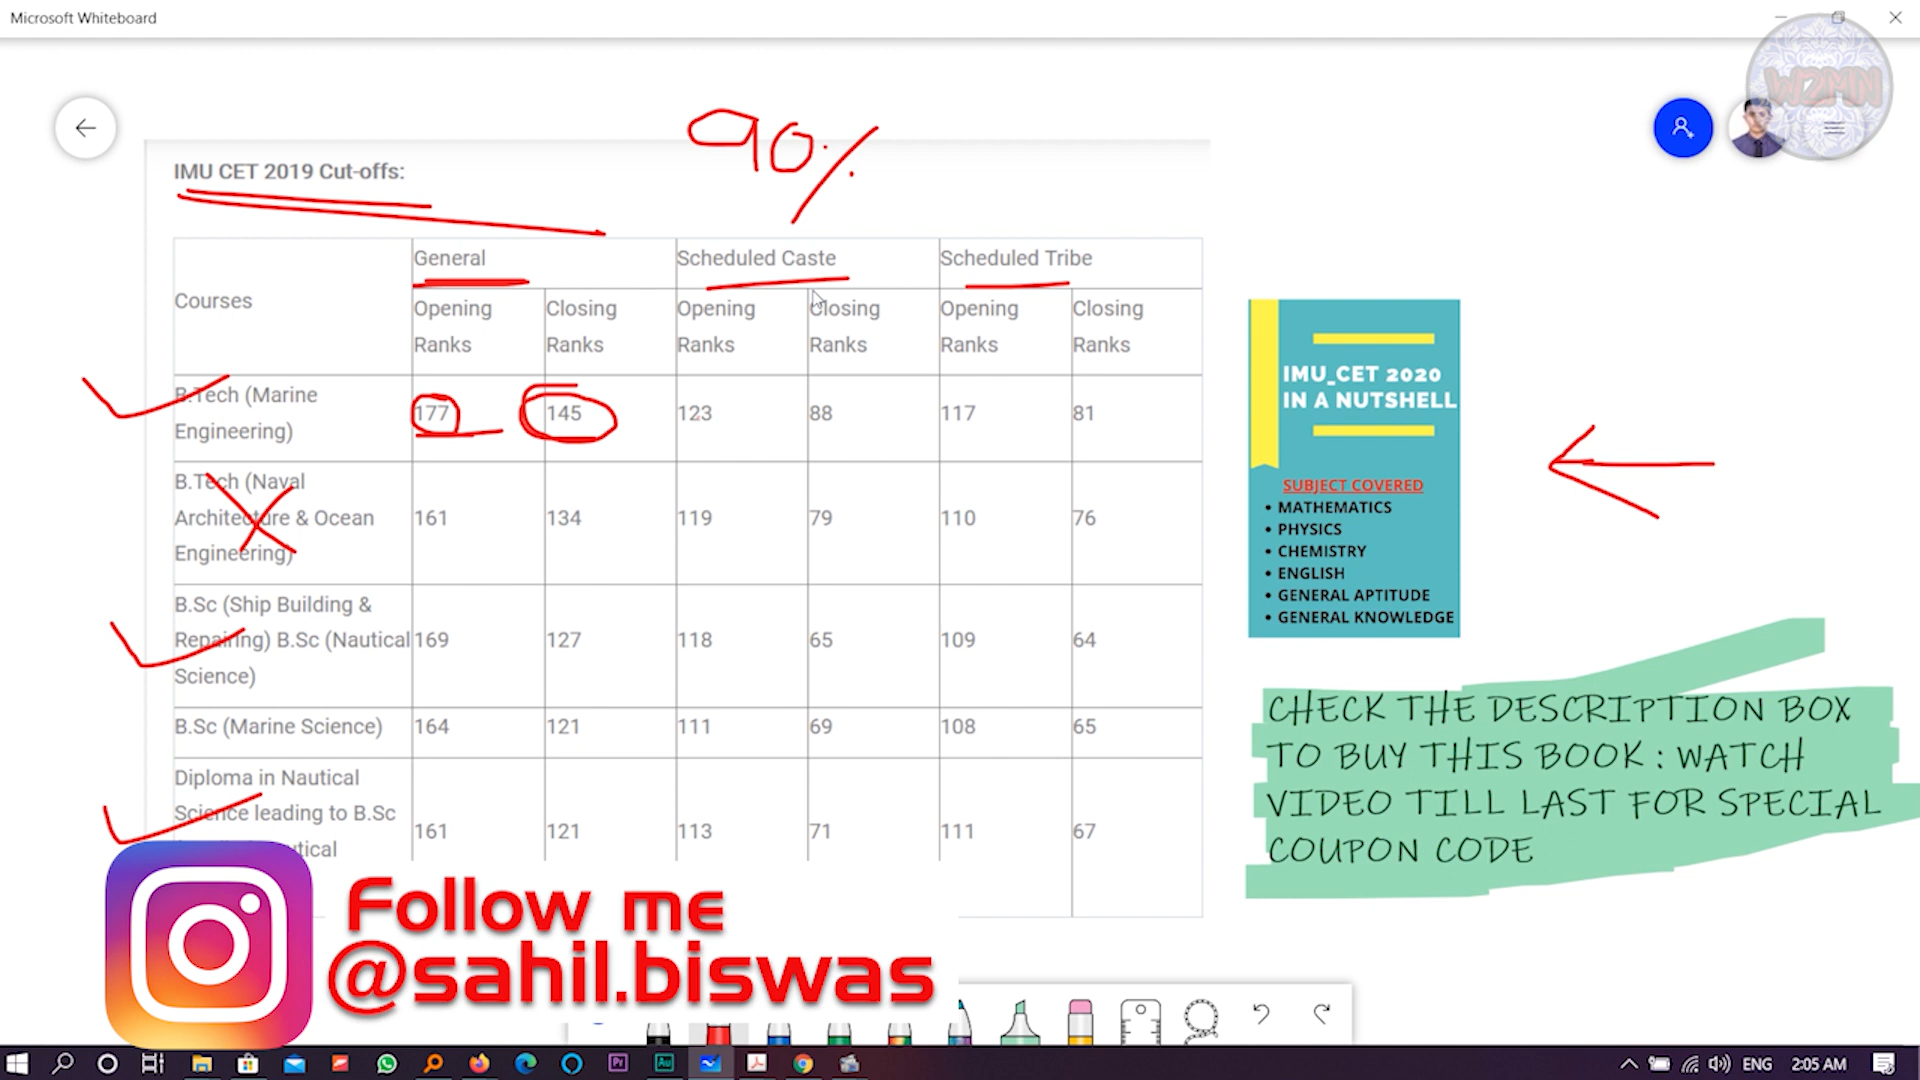 Microsoft Whiteboard
W2MN
90%
IMU CET 2019 Cut-offs:
Courses
General
Scheduled Caste
Scheduled Tribe
Opening Ranks
Closing Ranks
Opening Ranks
Closing Ranks
Opening Ranks
Closing Ranks
B.Tech (Marine
Engineering)
177
145
123
88
117
81
B.Tech (Naval
Architecture & Ocean
Engineering)
161
134
119
79
110
76
B.Sc (Ship Building &
Repairing) B.Sc (Nautical
Science)
169
127
118
65
109
64
B.Sc (Marine Science)
164
121
111
69
108
65
Diploma in Nautical
Science leading to B.Sc
161
121
113
71
111
67
IMU_CET 2020
IN A NUTSHELL
SUBJECT COVERED
• MATHEMATICS
• PHYSICS
• CHEMISTRY
• ENGLISH
• GENERAL APTITUDE
• GENERAL KNOWLEDGE
CHECK THE DESCRIPTION BOX
TO BUY THIS BOOK : WATCH
VIDEO TILL LAST FOR SPECIAL
COUPON CODE
Follow me
@sahil.biswas
Pr
Au
ENG
2:05 AM